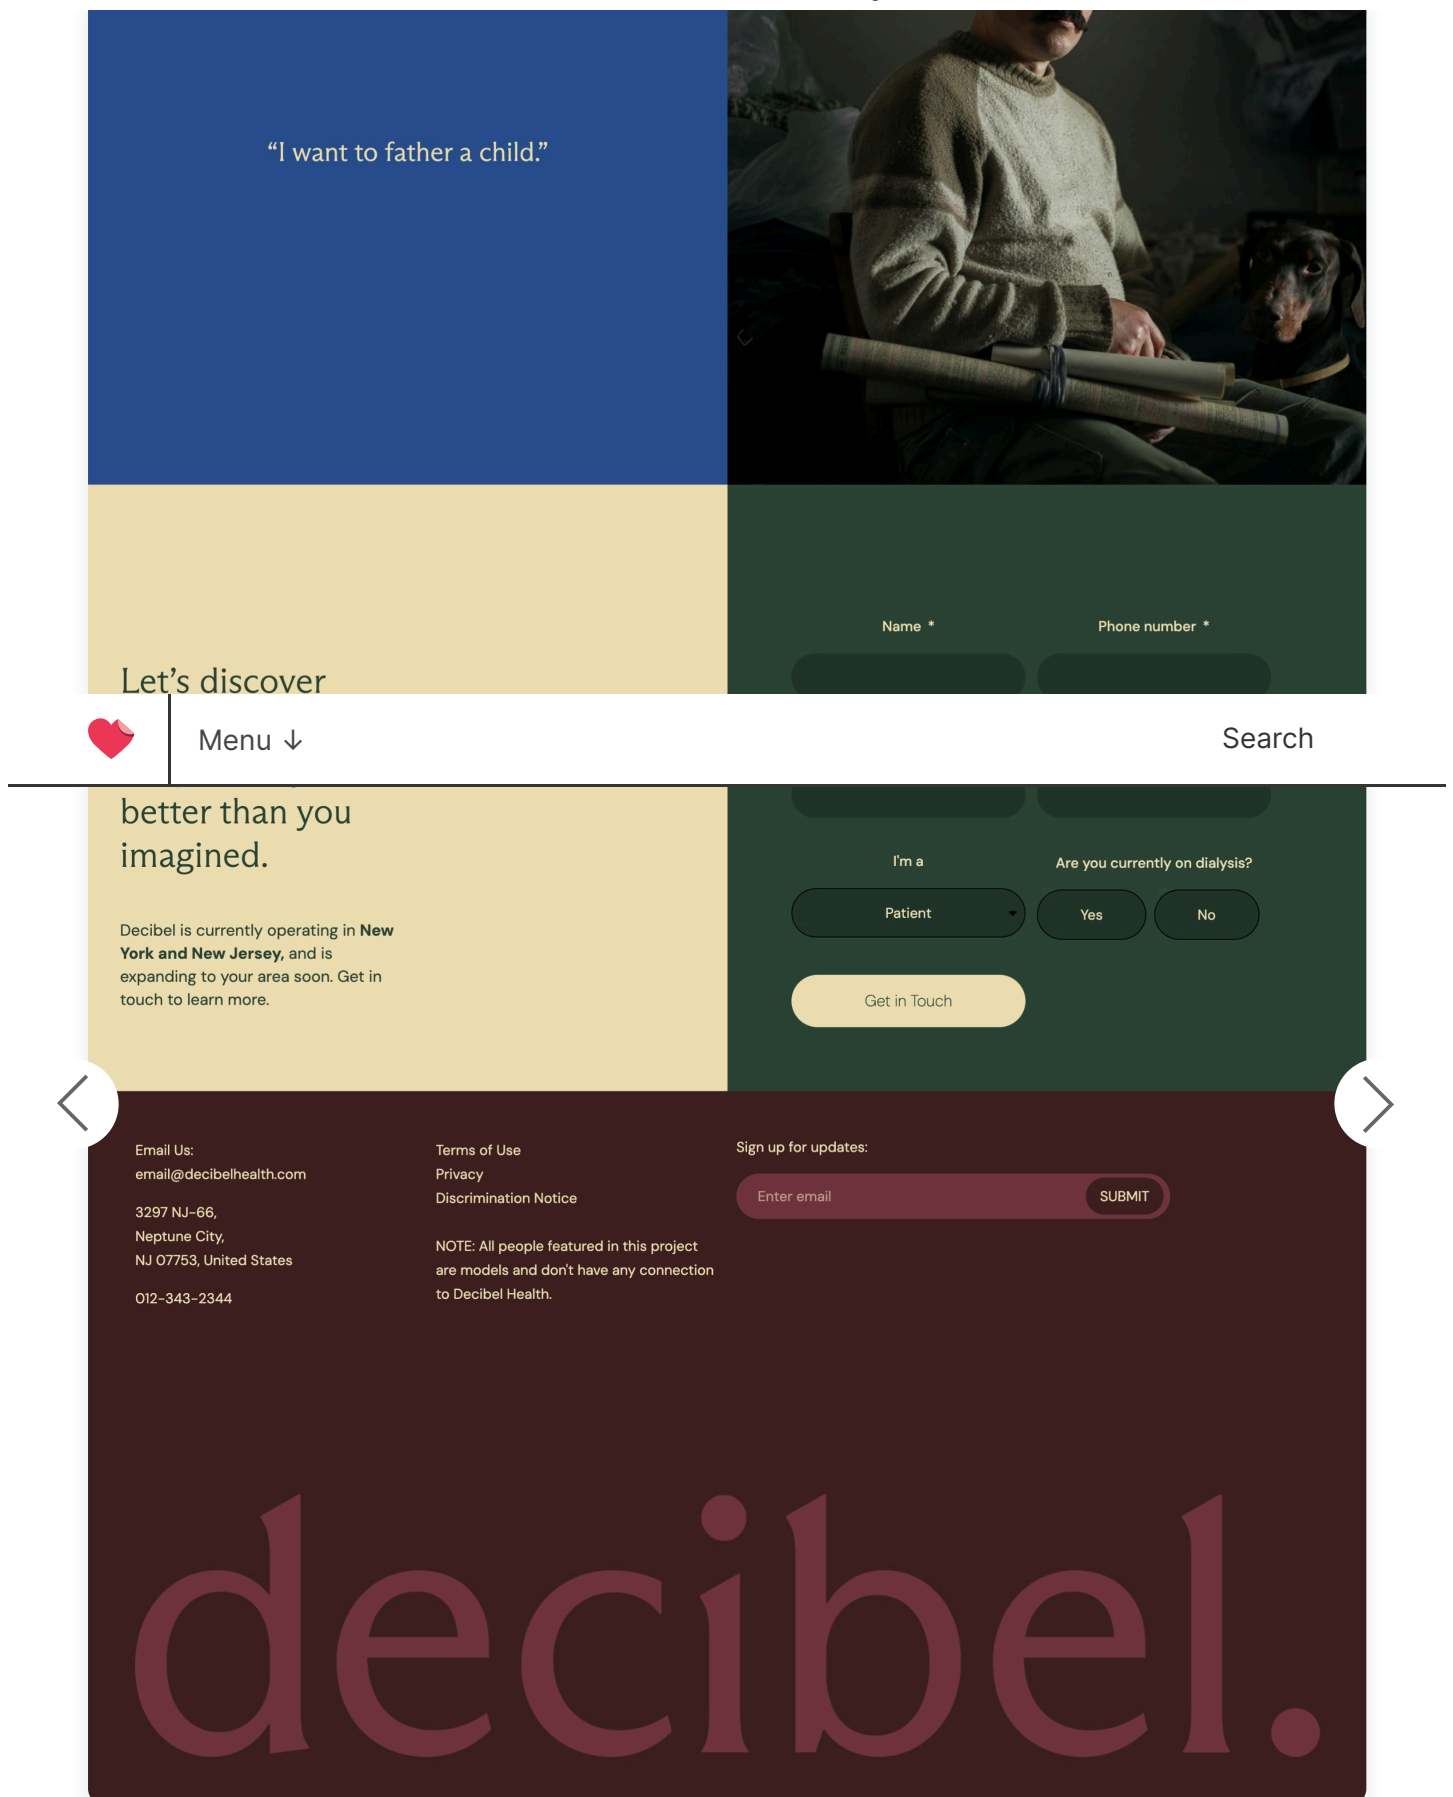 “I want to father a child.”
Name *
Phone number *
Let’s discover
Menu ↓
Search
better than you
imagined.
I'm a
Are you currently on dialysis?
Patient
Yes
No
Decibel is currently operating in New
York and New Jersey, and is
expanding to your area soon. Get in
touch to learn more.
Get in Touch
Email Us:
email@decibelhealth.com
3297 NJ-66,
Neptune City,
NJ 07753, United States
012-343-2344
Terms of Use
Privacy
Discrimination Notice
NOTE: All people featured in this project
are models and don't have any connection
to Decibel Health.
Sign up for updates:
Enter email
SUBMIT
decibel.